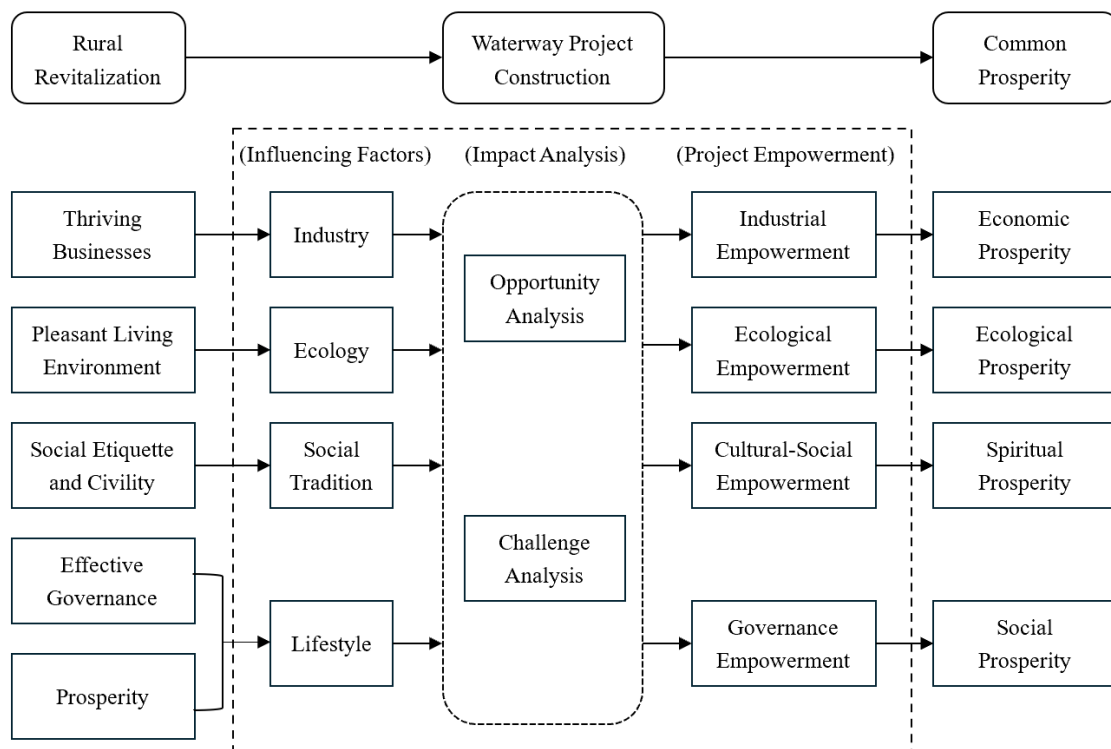 Rural
Revitalization
Waterway Project
Construction
Common
Prosperity
(Influencing Factors)
(Impact Analysis)
(Project Empowerment)
Thriving
Businesses
Industry
Industrial
Empowerment
Economic
Prosperity
Opportunity
Analysis
Pleasant Living
Environment
Ecology
Ecological
Empowerment
Ecological
Prosperity
Social Etiquette
and Civility
Social
Tradition
Cultural-Social
Empowerment
Spiritual
Prosperity
Challenge
Analysis
Effective
Governance
Prosperity
Lifestyle
Governance
Empowerment
Social
Prosperity